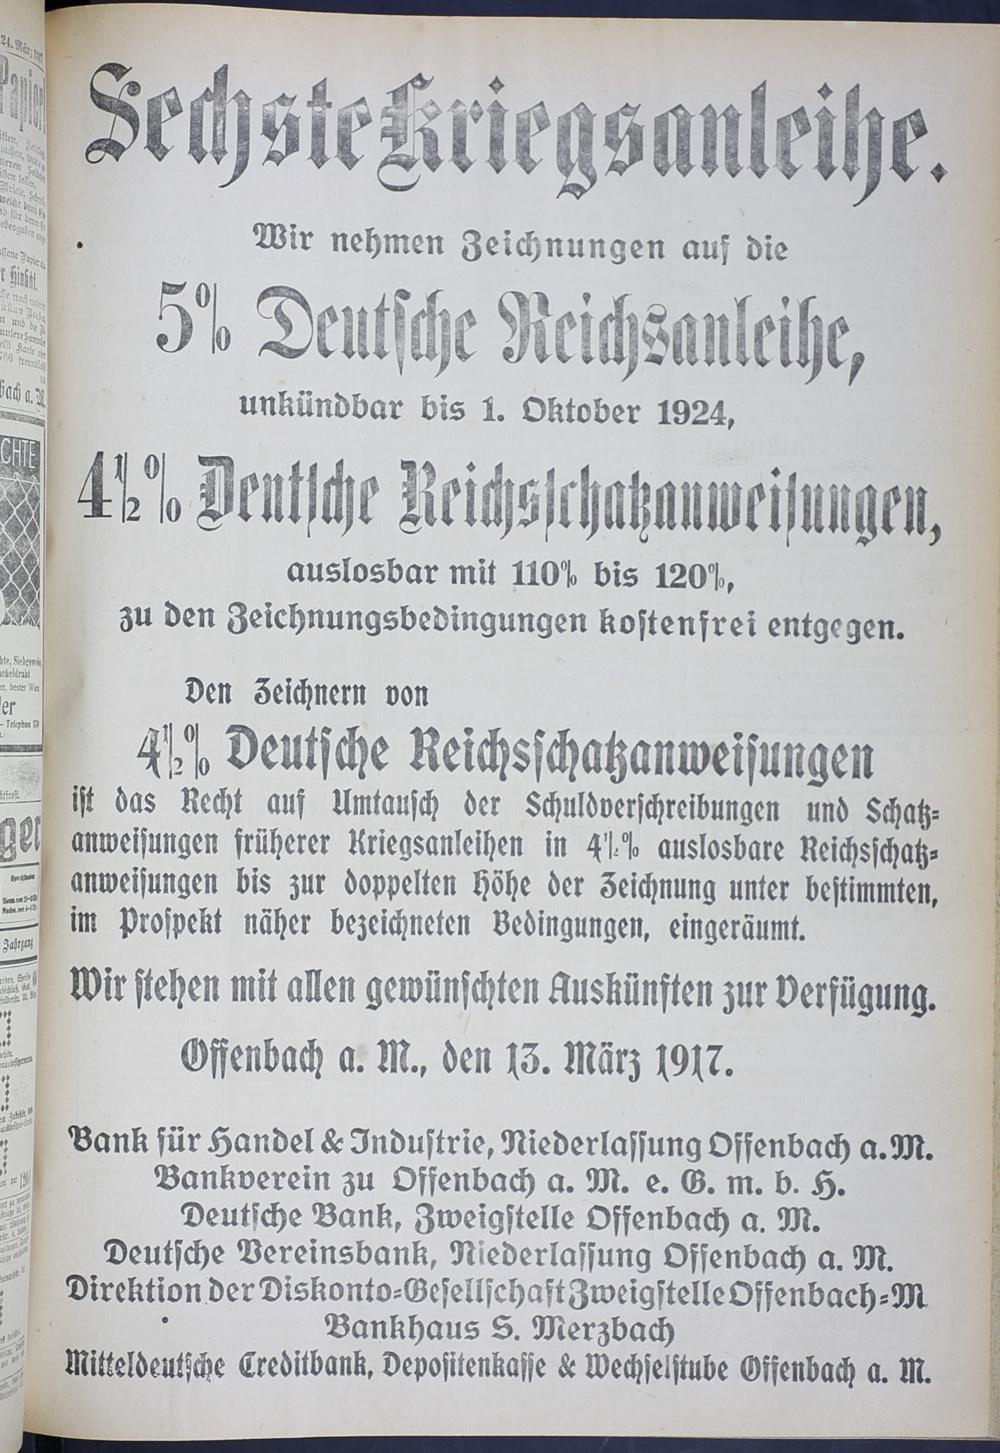 Sechste Kriegsanleihe.
Wir nehmen Zeichnungen auf die
5% Deutsche Reichsanleihe,
unkündbar bis 1. Oktober 1924,
4½% Deutsche Reichsschatzanweisungen,
auslosbar mit 110% bis 120%,
zu den Zeichnungsbedingungen kostenfrei entgegen.
Den Zeichnern von
4½% Deutsche Reichsschatzanweisungen
ist das Recht auf Umtausch der Schuldverschreibungen und Schatz-
anweisungen früherer Kriegsanleihen in 4½% auslosbare Reichsschatz-
anweisungen bis zur doppelten Höhe der Zeichnung unter bestimmten,
im Prospekt näher bezeichneten Bedingungen, eingeräumt.
Wir stehen mit allen gewünschten Auskünften zur Verfügung.
Offenbach a. M., den 13. März 1917.
Bank für Handel & Industrie, Niederlassung Offenbach a. M.
Bankverein zu Offenbach a. M. e. G. m. b. H.
Deutsche Bank, Zweigstelle Offenbach a. M.
Deutsche Vereinsbank, Niederlassung Offenbach a. M.
Direktion der Diskonto-Gesellschaft Zweigstelle Offenbach-M
Bankhaus S. Merzbach
Mitteldeutsche Creditbank, Depositenkasse & Wechselstube Offenbach a. M.